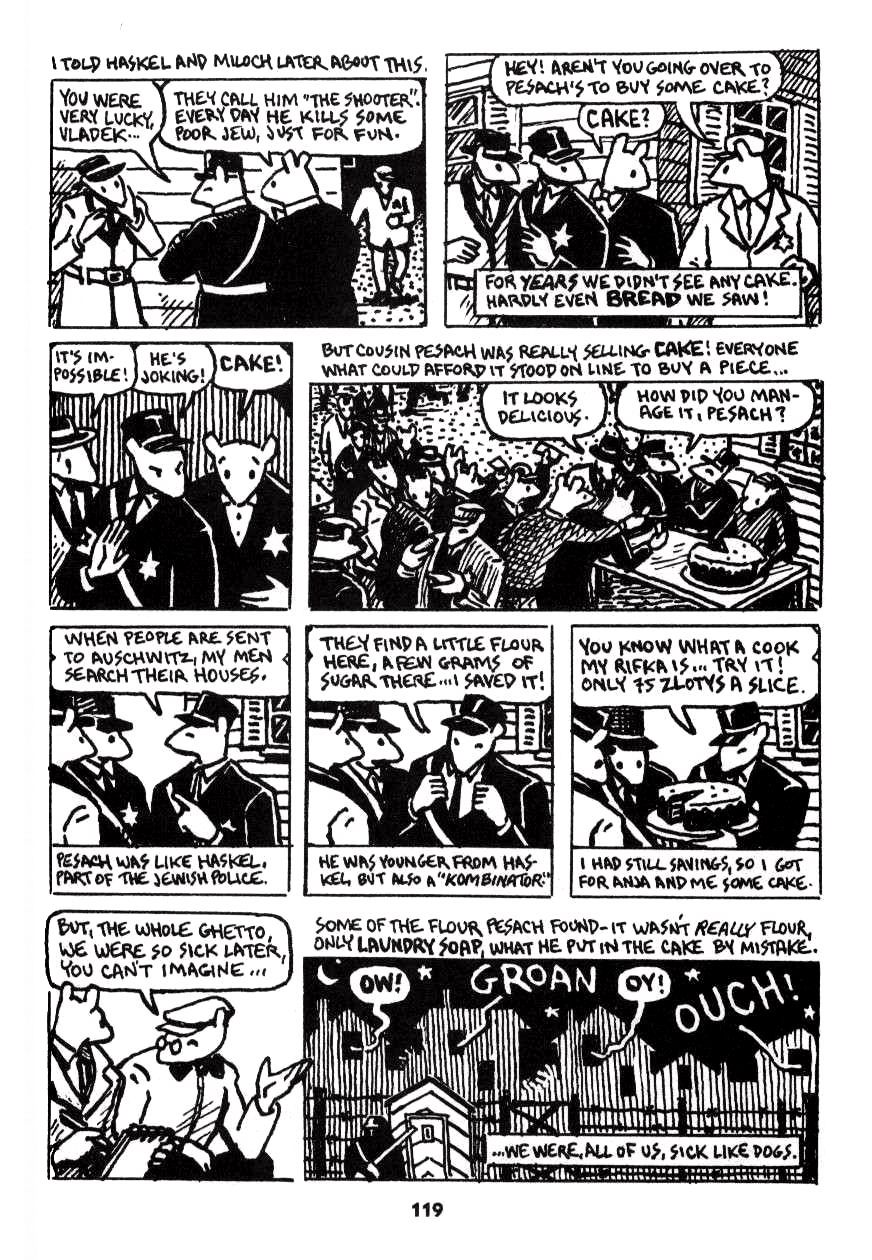 I TOLD HASKEL AND MILOCH LATER ABOUT THIS.
YOU WERE
VERY LUCKY,
VLADEK...
THEY CALL HIM "THE SHOOTER".
EVERY DAY HE KILLS SOME
POOR JEW, JUST FOR FUN.
HEY! AREN'T YOU GOING OVER TO
PESACH'S TO BUY SOME CAKE?
CAKE?
FOR YEARS WE DIDN'T SEE ANY CAKE.
HARDLY EVEN BREAD WE SAW!
IT'S IM-
POSSIBLE!
HE'S
JOKING!
CAKE!
BUT COUSIN PESACH WAS REALLY SELLING CAKE! EVERYONE
WHAT COULD AFFORD IT STOOD ON LINE TO BUY A PIECE...
IT LOOKS
DELICIOUS.
HOW DID YOU MAN-
AGE IT, PESACH?
WHEN PEOPLE ARE SENT
TO AUSCHWITZ, MY MEN
SEARCH THEIR HOUSES.
PESACH WAS LIKE HASKEL.
PART OF THE JEWISH POLICE.
THEY FIND A LITTLE FLOUR
HERE, A FEW GRAMS OF
SUGAR THERE...I SAVED IT!
HE WAS YOUNGER FROM HAS-
KEL, BUT ALSO A "KOMBINATOR."
YOU KNOW WHAT A COOK
MY RIFKA IS... TRY IT!
ONLY 75 ZLOTYS A SLICE.
I HAD STILL SAVINGS, SO I GOT
FOR ANJA AND ME SOME CAKE.
BUT, THE WHOLE GHETTO,
WE WERE SO SICK LATER,
YOU CAN'T IMAGINE...
SOME OF THE FLOUR PESACH FOUND-IT WASN'T REALLY FLOUR,
ONLY LAUNDRY SOAP, WHAT HE PUT IN THE CAKE BY MISTAKE.
OW!
GROAN
OY!
OUCH!
...WE WERE, ALL OF US, SICK LIKE DOGS.
119